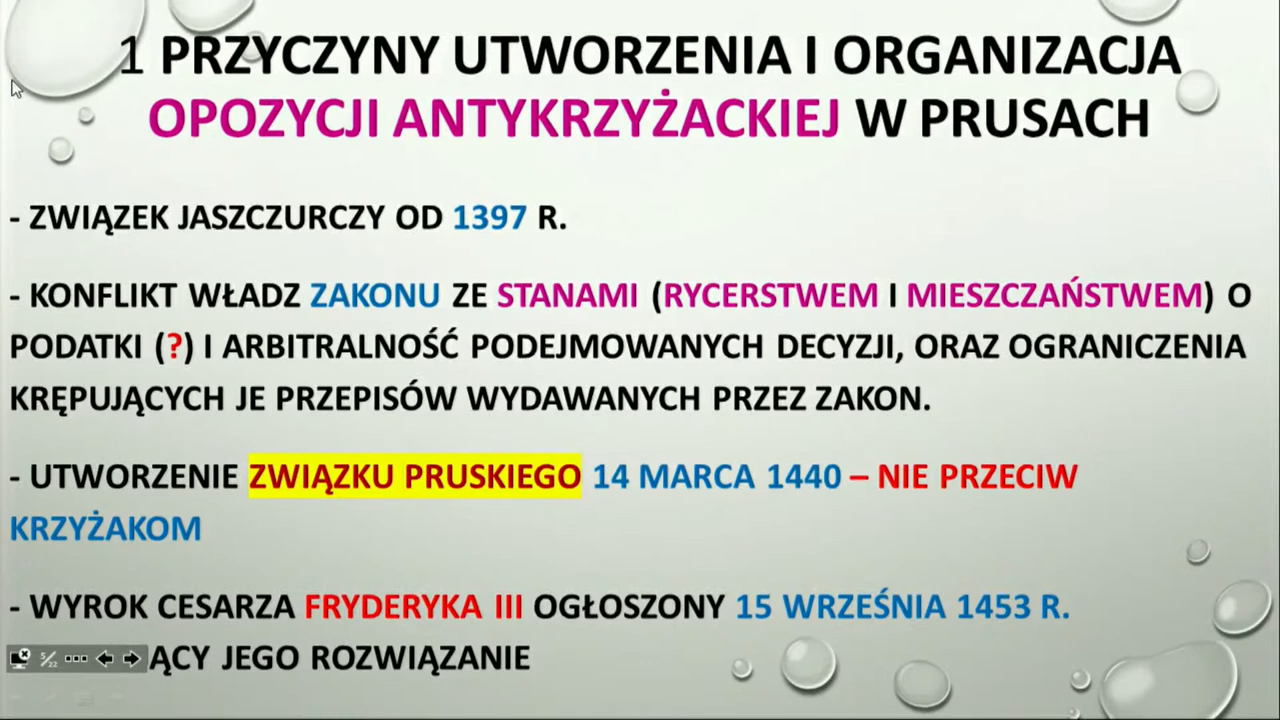 1 PRZYCZYNY UTWORZENIA I ORGANIZACJA
OPOZYCJI ANTYKRZYŻACKIEJ W PRUSACH
- ZWIĄZEK JASZCZURCZY OD 1397 R.
- KONFLIKT WŁADZ ZAKONU ZE STANAMI (RYCERSTWEM I MIESZCZAŃSTWEM) O
PODATKI (?) I ARBITRALNOŚĆ PODEJMOWANYCH DECYZJI, ORAZ OGRANICZENIA
KRĘPUJĄCYCH JE PRZEPISÓW WYDAWANYCH PRZEZ ZAKON.
- UTWORZENIE ZWIĄZKU PRUSKIEGO 14 MARCA 1440 – NIE PRZECIW
KRZYŻAKOM
- WYROK CESARZA FRYDERYKA III OGŁOSZONY 15 WRZEŚNIA 1453 R.
5/22 ĄCY JEGO ROZWIĄZANIE